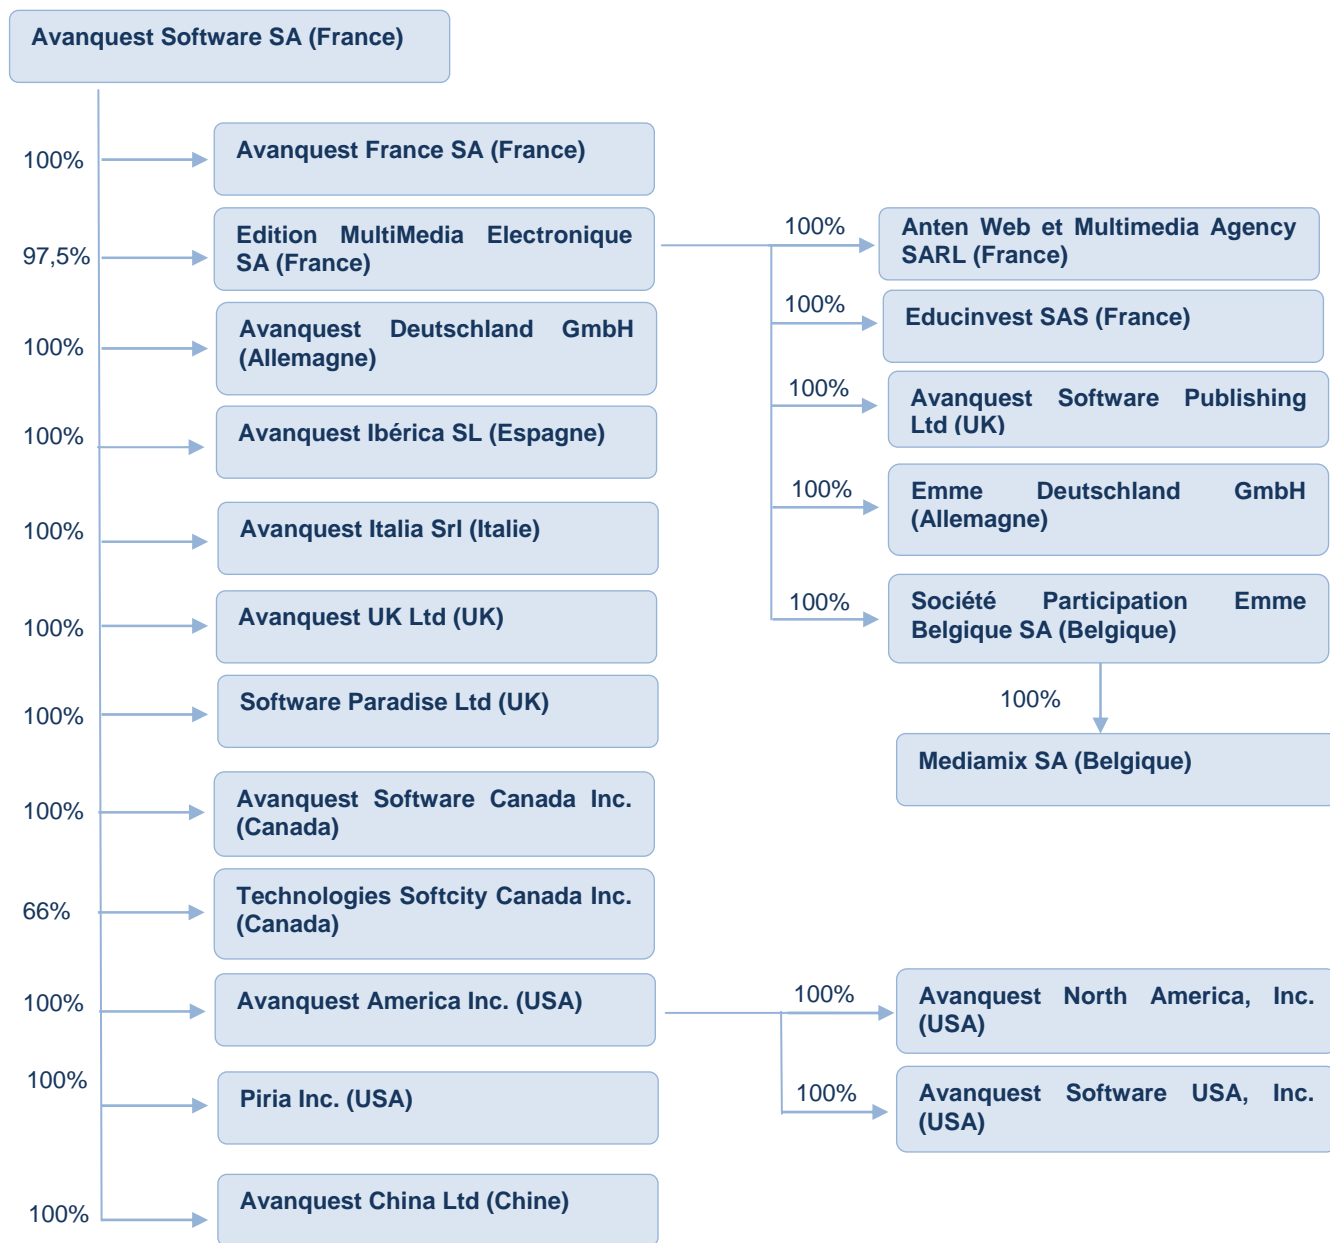 Avanquest Software SA (France)
100%
Avanquest France SA (France)
97,5%
Edition MultiMedia Electronique
SA (France)
100%
Anten Web et Multimedia Agency
SARL (France)
100%
Educinvest SAS (France)
100%
Avanquest Software Publishing
Ltd (UK)
100%
Emme Deutschland GmbH
(Allemagne)
100%
Société Participation Emme
Belgique SA (Belgique)
100%
Mediamix SA (Belgique)
100%
Avanquest Deutschland GmbH
(Allemagne)
100%
Avanquest Ibérica SL (Espagne)
100%
Avanquest Italia Srl (Italie)
100%
Avanquest UK Ltd (UK)
100%
Software Paradise Ltd (UK)
100%
Avanquest Software Canada Inc.
(Canada)
66%
Technologies Softcity Canada Inc.
(Canada)
100%
Avanquest America Inc. (USA)
100%
Avanquest North America, Inc.
(USA)
100%
Avanquest Software USA, Inc.
(USA)
100%
Piria Inc. (USA)
100%
Avanquest China Ltd (Chine)